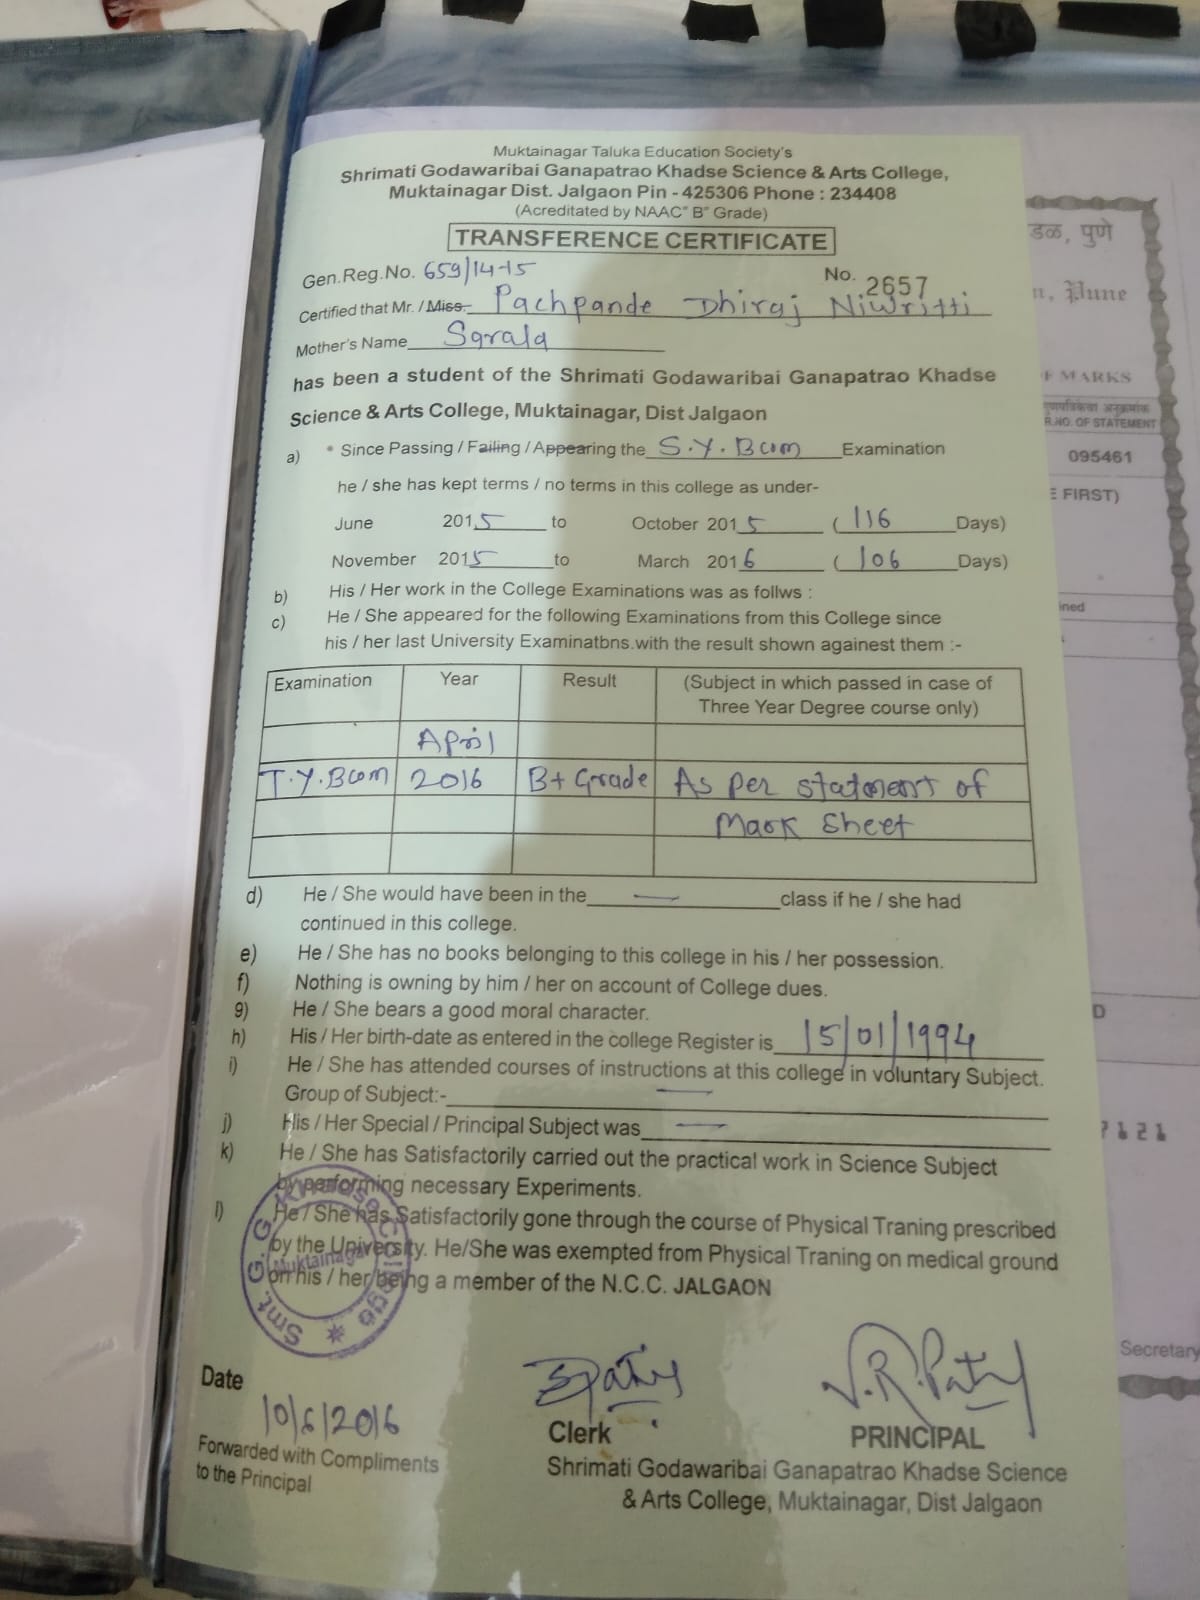 Muktainagar Taluka Education Society's
Shrimati Godawaribai Ganapatrao Khadse Science & Arts College,
Muktainagar Dist. Jalgaon Pin - 425306 Phone : 234408
(Acreditated by NAAC" B" Grade)
TRANSFERENCE CERTIFICATE
Gen.Reg.No. 659/14-15 No. 2657
Certified that Mr. / Miss. Pachpande Dhiraj Niwritti
Mother's Name Sarala
has been a student of the Shrimati Godawaribai Ganapatrao Khadse
Science & Arts College, Muktainagar, Dist Jalgaon
a) * Since Passing / Failing / Appearing the S.Y.Bcom Examination
he / she has kept terms / no terms in this college as under-
June 2015 to October 2015 ( 116 Days)
November 2015 to March 2016 ( 106 Days)
b) His / Her work in the College Examinations was as follws :
c) He / She appeared for the following Examinations from this College since
his / her last University Examinatbns.with the result shown againest them :-
Examination Year Result (Subject in which passed in case of
Three Year Degree course only)
April
T.Y.Bcom 2016 B+ Grade As per statment of
Mark Sheet
d) He / She would have been in the — class if he / she had
continued in this college.
e) He / She has no books belonging to this college in his / her possession.
f) Nothing is owning by him / her on account of College dues.
g) He / She bears a good moral character.
h) His / Her birth-date as entered in the college Register is 15/01/1994
i) He / She has attended courses of instructions at this college in voluntary Subject.
Group of Subject:- —
j) His / Her Special / Principal Subject was —
k) He / She has Satisfactorily carried out the practical work in Science Subject
by performing necessary Experiments.
l) He / She has Satisfactorily gone through the course of Physical Traning prescribed
by the University. He/She was exempted from Physical Traning on medical ground
on his / her being a member of the N.C.C. JALGAON
Smt. G. G. Khadse College
Muktainagar
Date
10/6/2016
Forwarded with Compliments
to the Principal
Clerk
V.R.Patil
PRINCIPAL
Shrimati Godawaribai Ganapatrao Khadse Science
& Arts College, Muktainagar, Dist Jalgaon
डळ, पुणे
n, Pune
F MARKS
R.NO. OF STATEMENT
095461
E FIRST)
ined
D
7121
Secretary